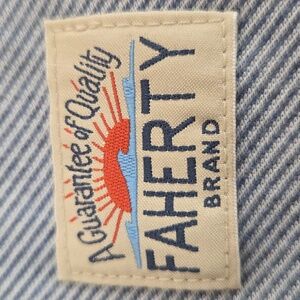 A Guarantee of Quality
FAHERTY
BRAND